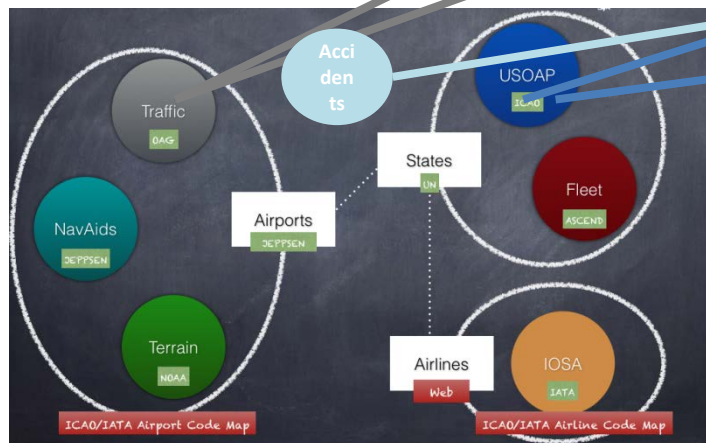 Acci
den
ts
USOAP
ICAO
Traffic
OAG
States
UN
Fleet
ASCEND
Airports
JEPPSEN
NavAids
JEPPSEN
Terrain
NOAA
Airlines
Web
IOSA
IATA
ICAO/IATA Airport Code Map
ICAO/IATA Airline Code Map